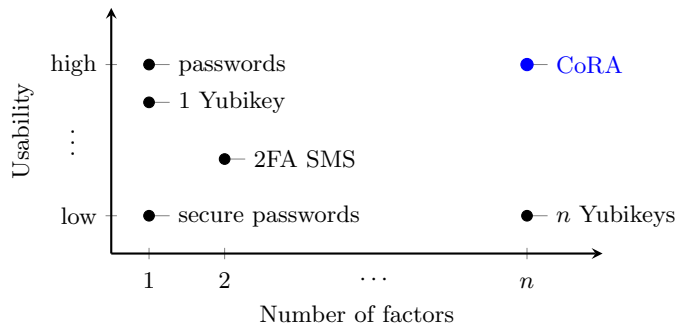 high
passwords
CoRA
1 Yubikey
Usability
⋮
2FA SMS
low
secure passwords
n Yubikeys
1
2
⋯
n
Number of factors